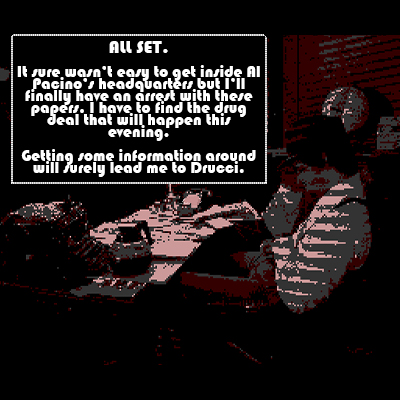 ALL SET.
It sure wasn't easy to get inside Al
Pacino's headquarters but I'll
finally have an arrest with these
papers. I have to find the drug
deal that will happen this
evening.
Getting some information around
will surely lead me to Drucci.